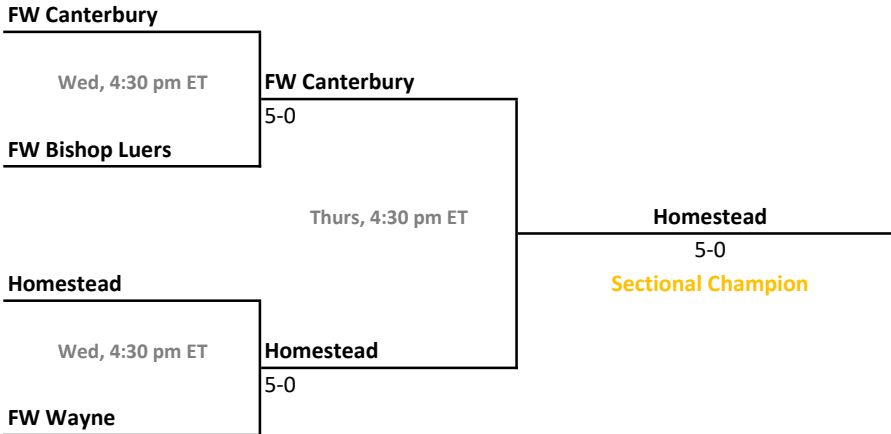 FW Canterbury
Wed, 4:30 pm ET
FW Canterbury
5-0
FW Bishop Luers
Thurs, 4:30 pm ET
Homestead
5-0
Sectional Champion
Homestead
Wed, 4:30 pm ET
Homestead
5-0
FW Wayne